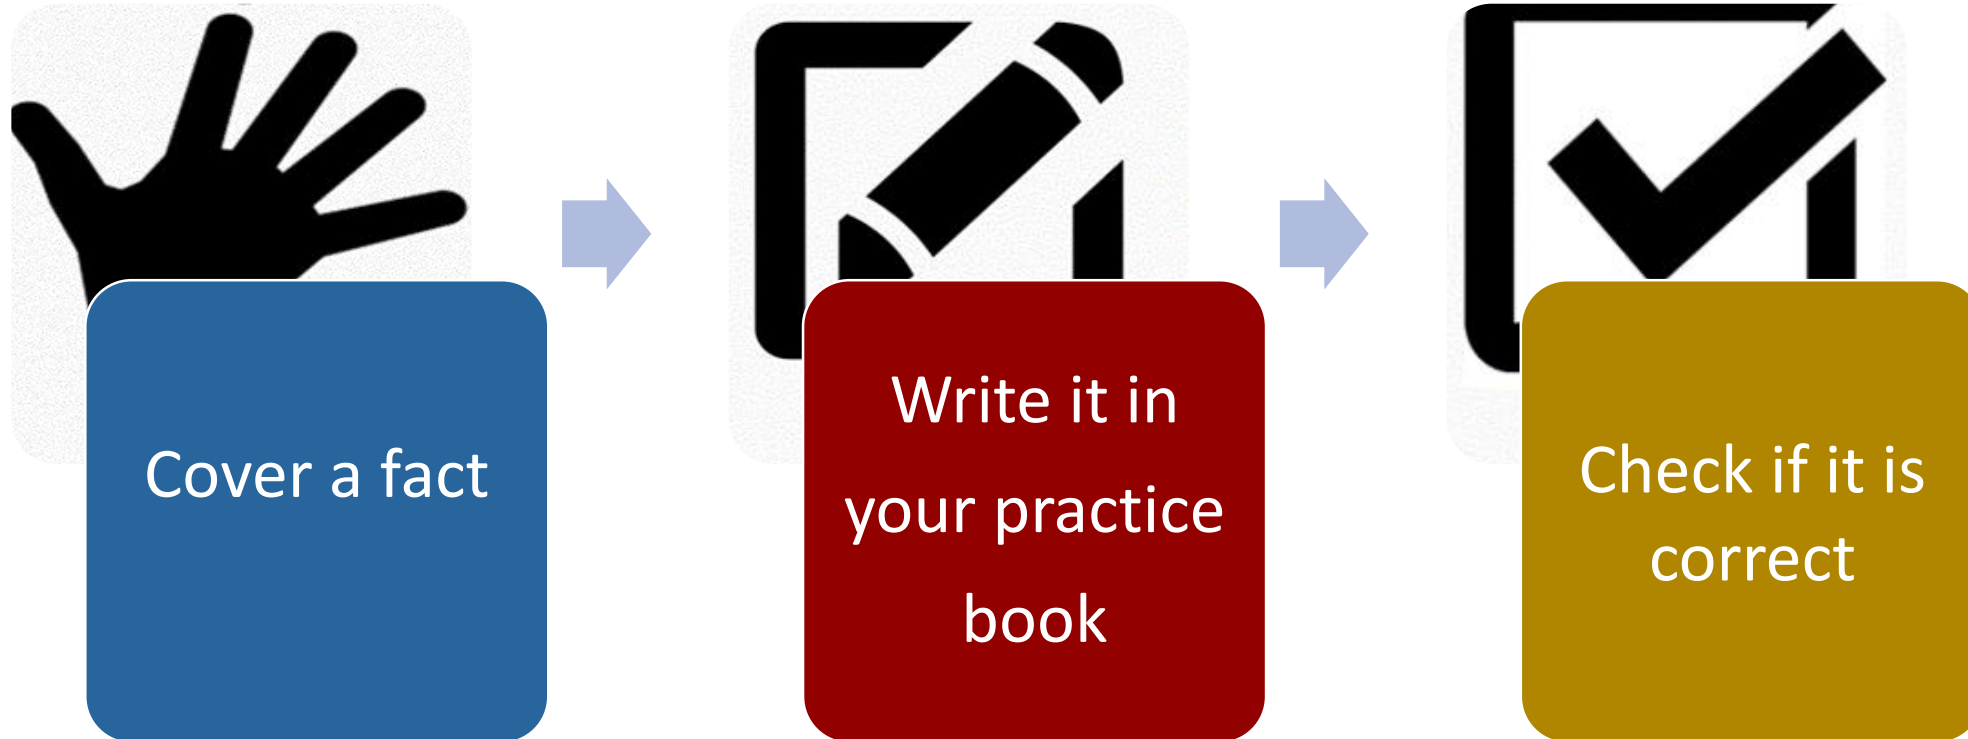 Cover a fact
Write it in
your practice
book
Check if it is
correct